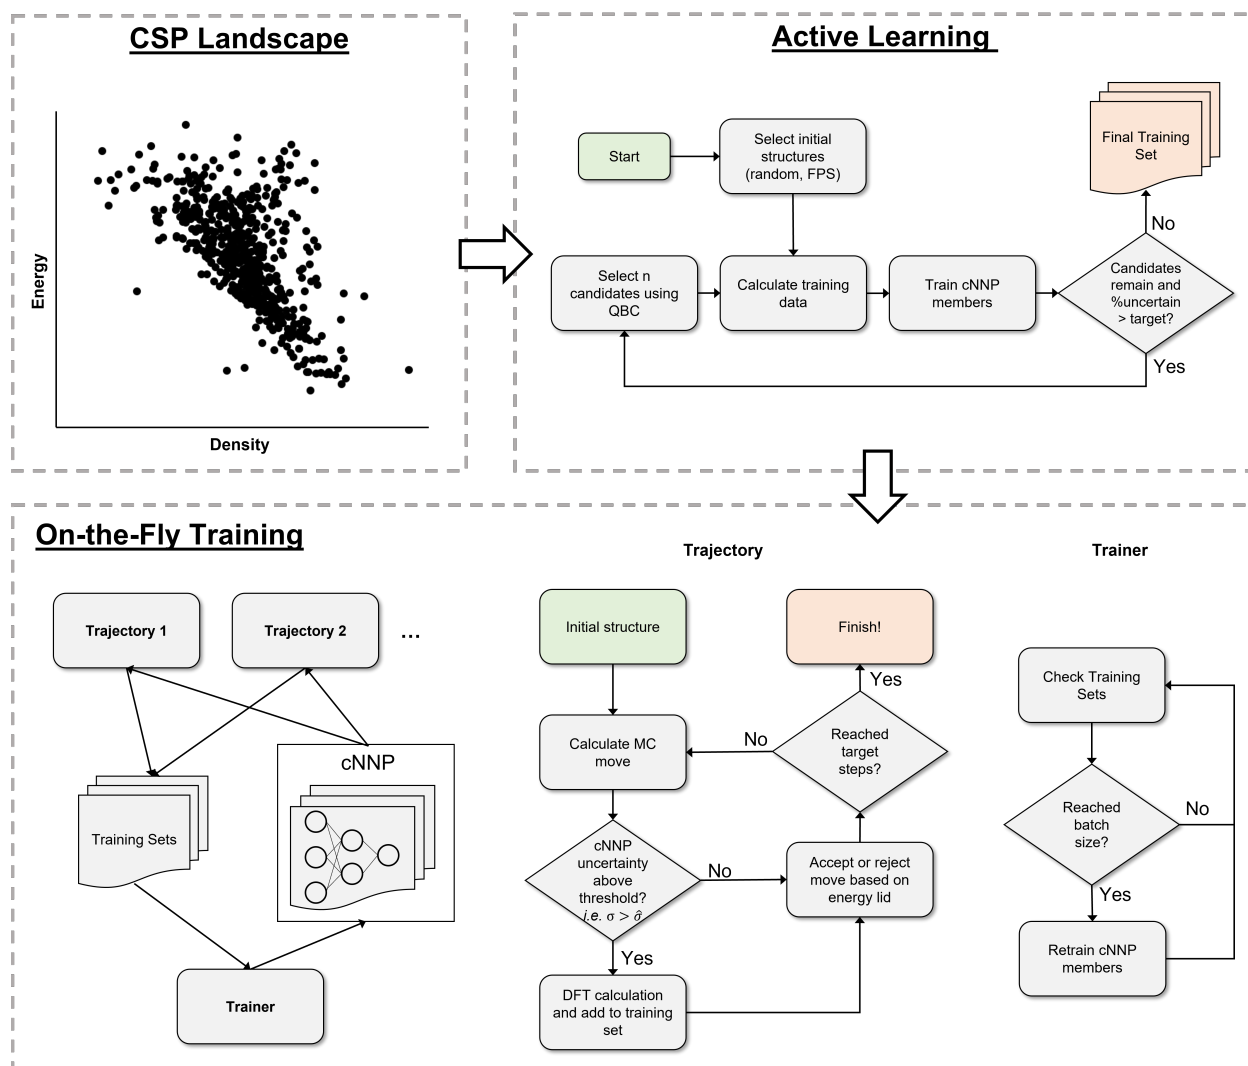 CSP Landscape
Energy
Density
Active Learning
Start
Select initial
structures
(random, FPS)
Final Training
Set
No
Select n
candidates using
QBC
Calculate training
data
Train cNNP
members
Candidates
remain and
%uncertain
> target?
Yes
On-the-Fly Training
Trajectory 1
Trajectory 2
...
cNNP
Training Sets
Trainer
Trajectory
Initial structure
Finish!
Yes
Calculate MC
move
No
Reached
target
steps?
cNNP
uncertainty
above
threshold?
i.e. σ > σ̂
No
Accept or reject
move based on
energy lid
Yes
DFT calculation
and add to training
set
Trainer
Check Training
Sets
Reached
batch
size?
No
Yes
Retrain cNNP
members